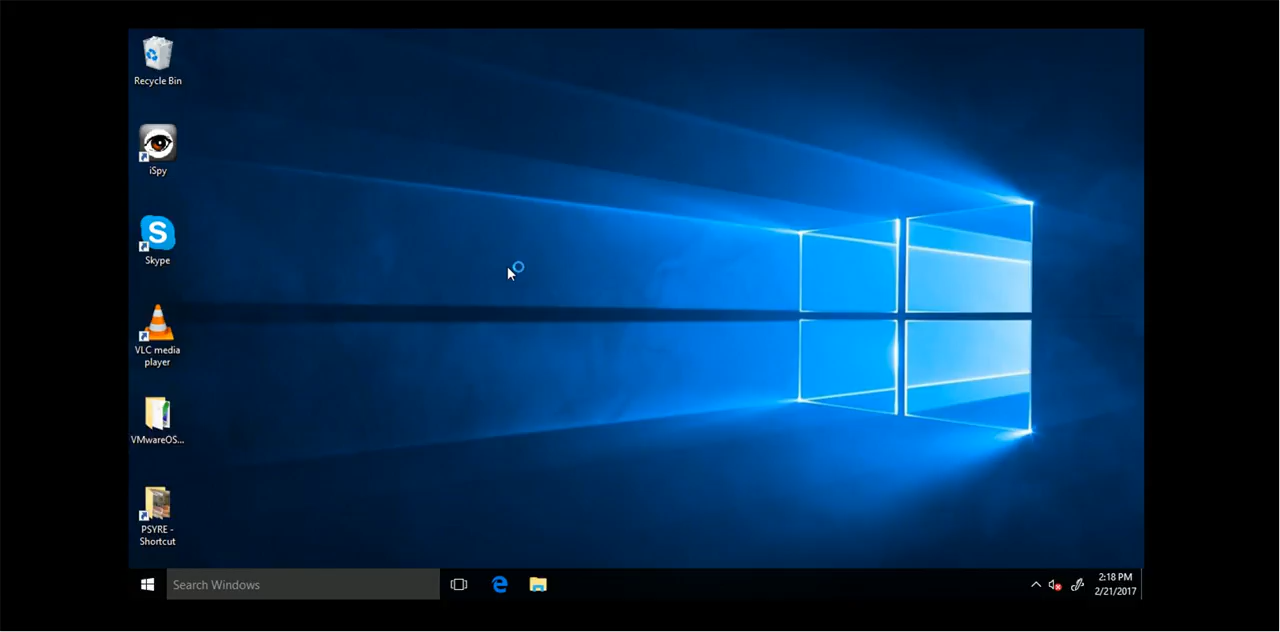 Recycle Bin
iSpy
S
Skype
VLC media
player
VMwareOS...
PSYRE -
Shortcut
Search Windows
2:18 PM
2/21/2017